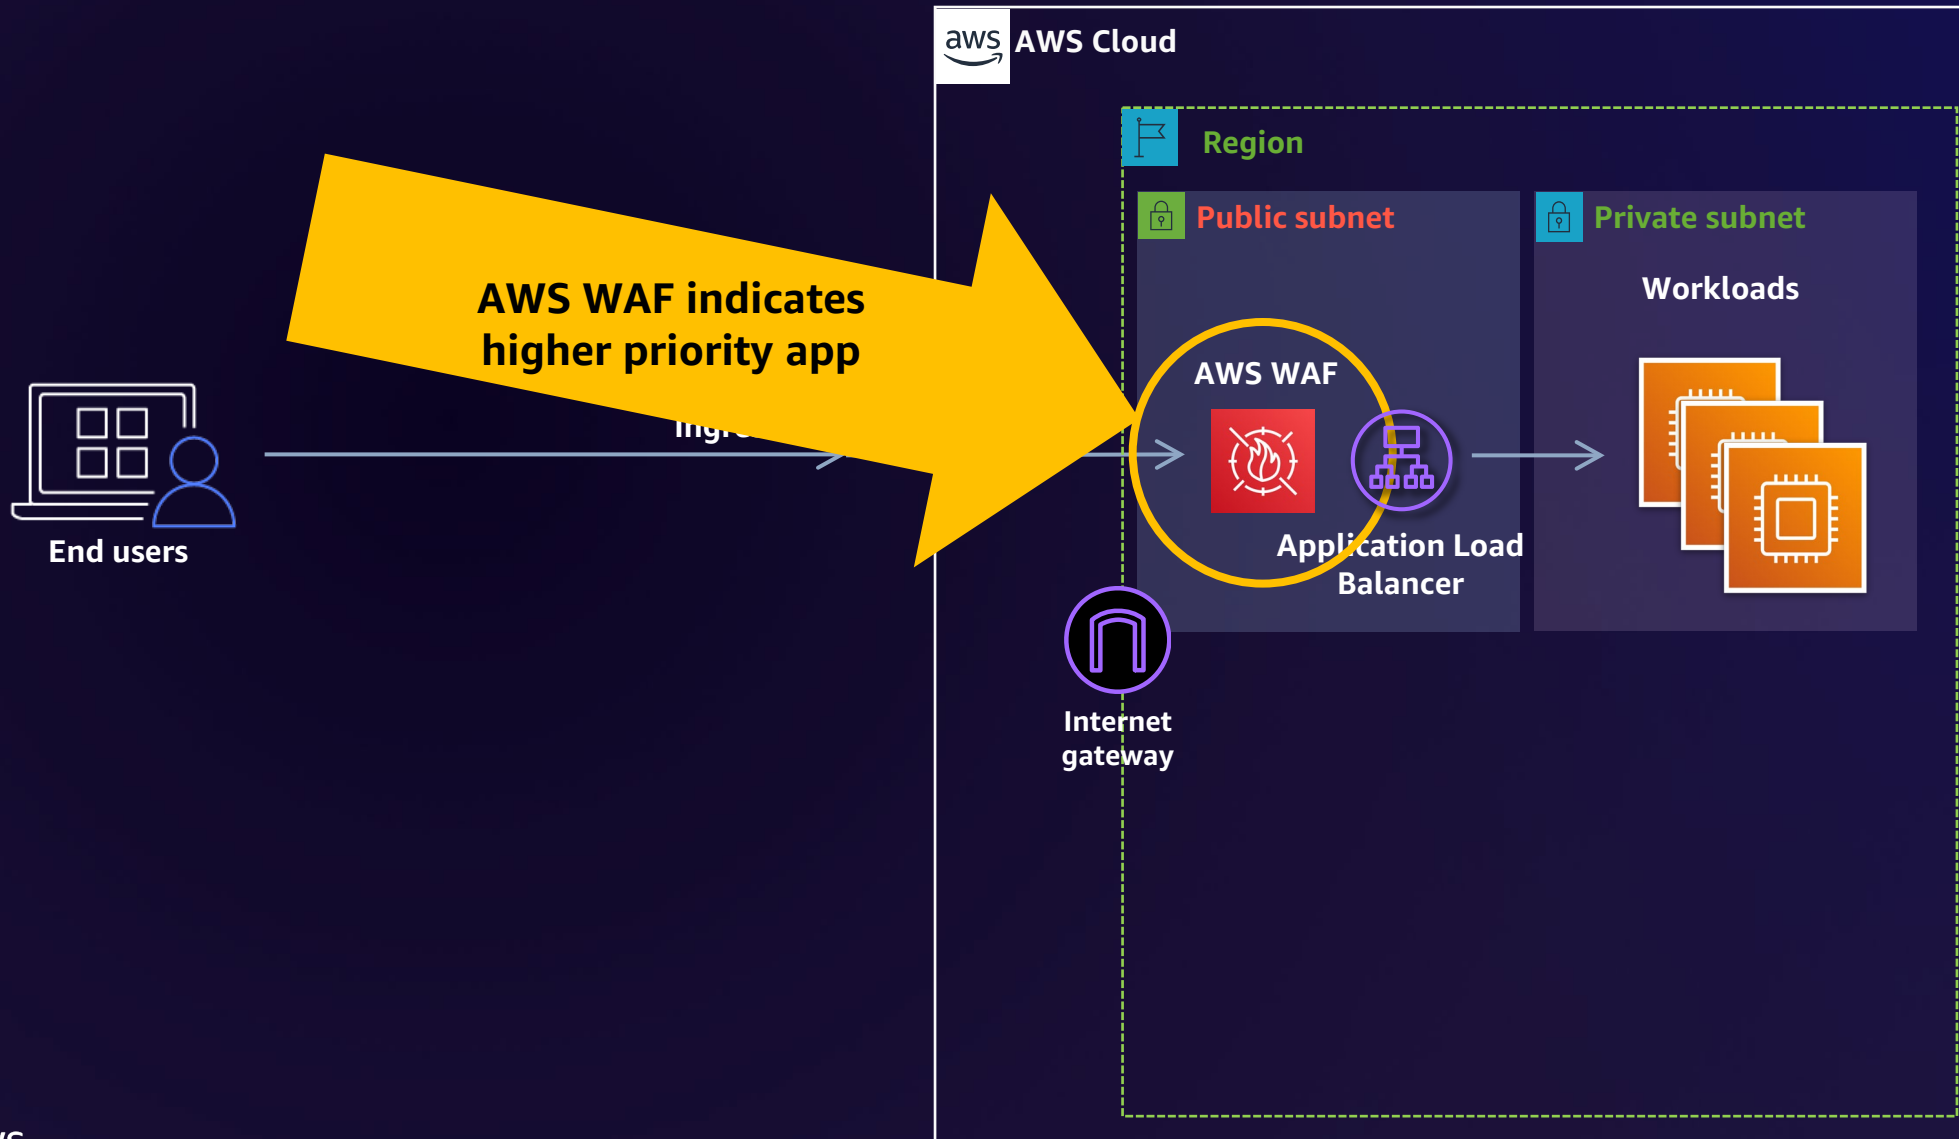 aws AWS Cloud
Region
Public subnet
Private subnet
Workloads
AWS WAF indicates
higher priority app
AWS WAF
End users
Application Load
Balancer
Internet
gateway